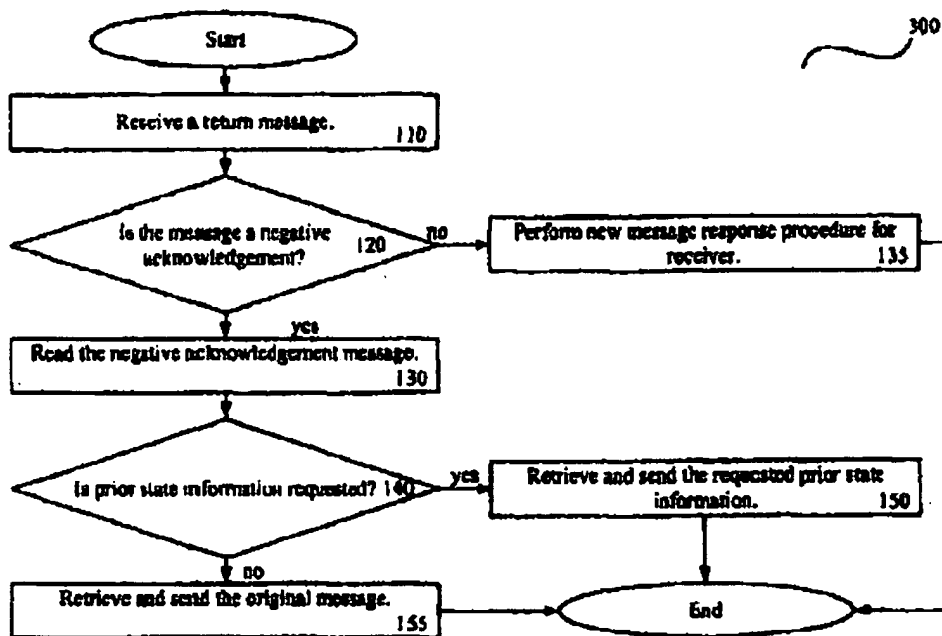 Start
300
Receive a return message.
110
Is the message a negative
acknowledgement?
120
no
Perform new message response procedure for
receiver.
135
yes
Read the negative acknowledgement message.
130
Is prior state information requested? 140
yes
Retrieve and send the requested prior state
information.
150
no
Retrieve and send the original message.
155
End